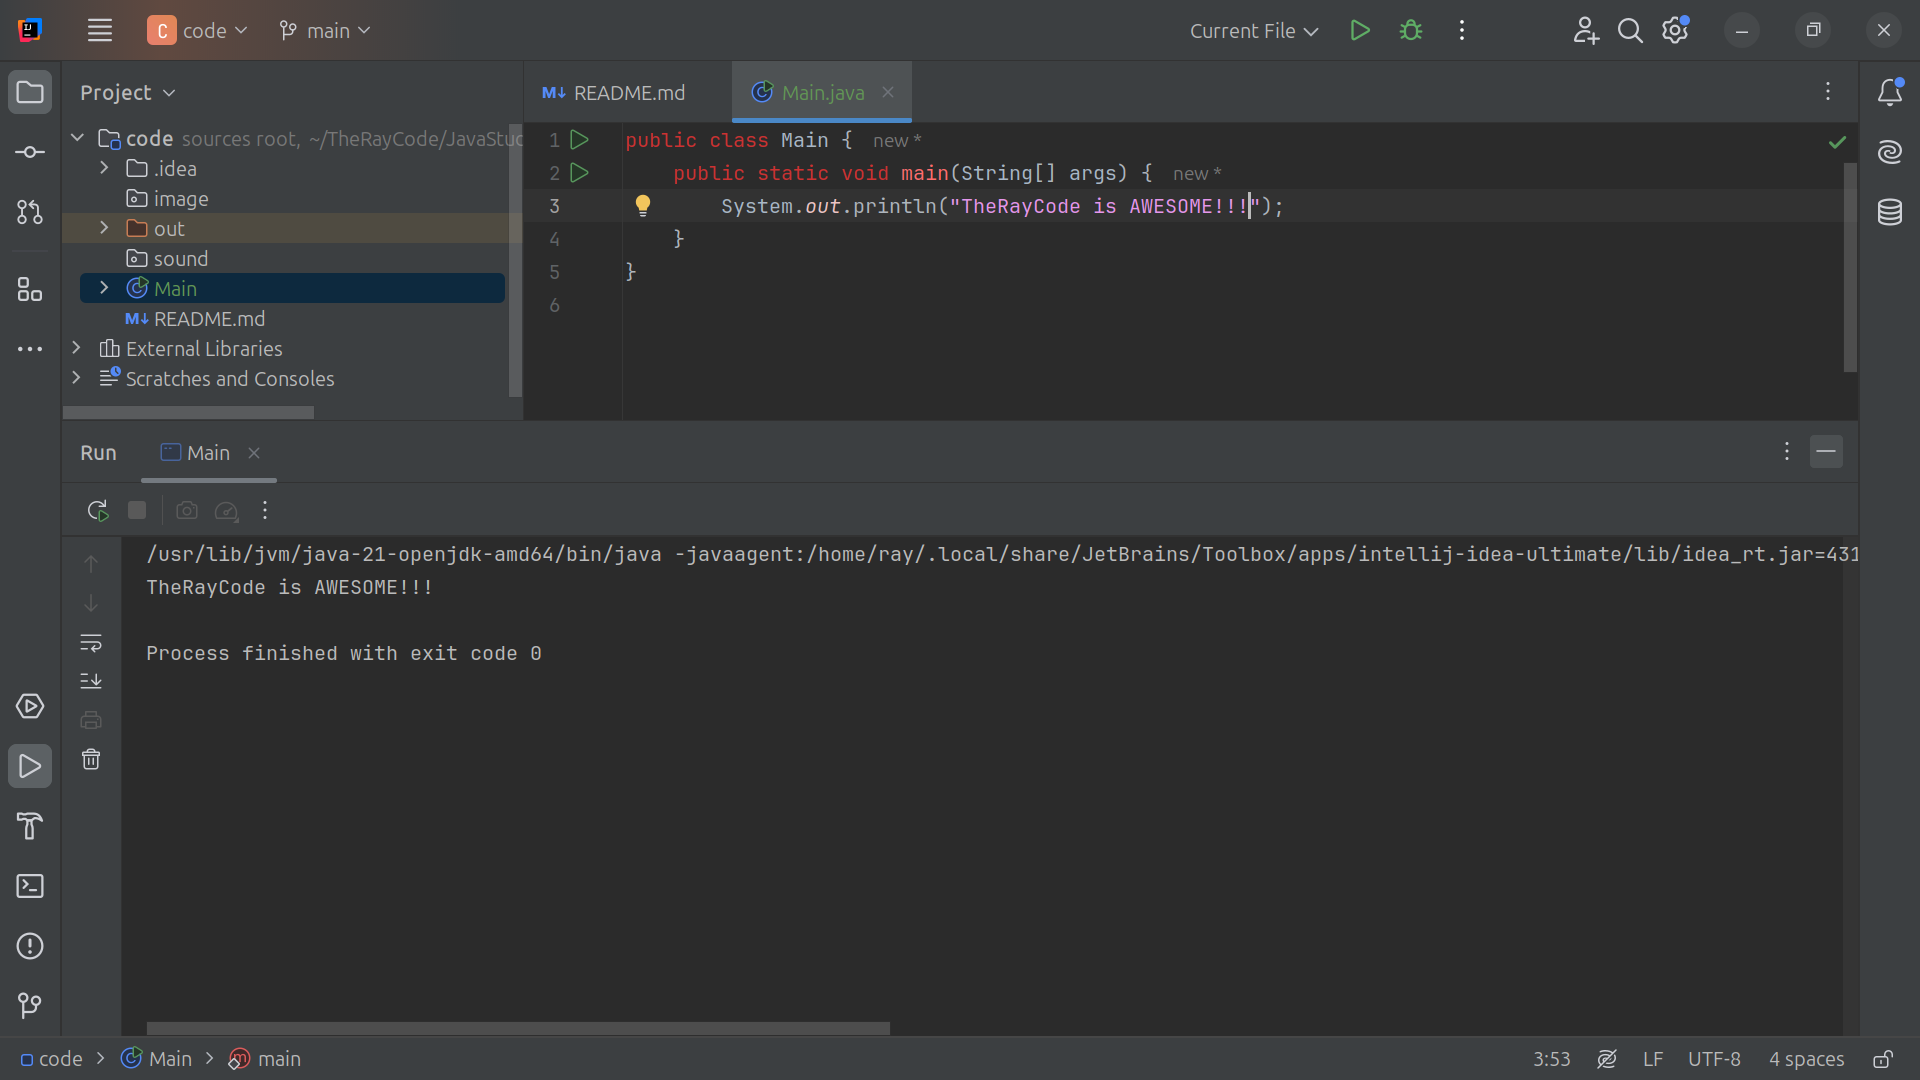 C code main Current File
Project
README.md
Main.java
code sources root, ~/TheRayCode/JavaStud
.idea
image
out
sound
Main
README.md
External Libraries
Scratches and Consoles
1 public class Main { new *
2 public static void main(String[] args) { new *
3 System.out.println("TheRayCode is AWESOME!!!");
4 }
5 }
6
Run Main
/usr/lib/jvm/java-21-openjdk-amd64/bin/java -javaagent:/home/ray/.local/share/JetBrains/Toolbox/apps/intellij-idea-ultimate/lib/idea_rt.jar=431
TheRayCode is AWESOME!!!
Process finished with exit code 0
code Main main 3:53 LF UTF-8 4 spaces